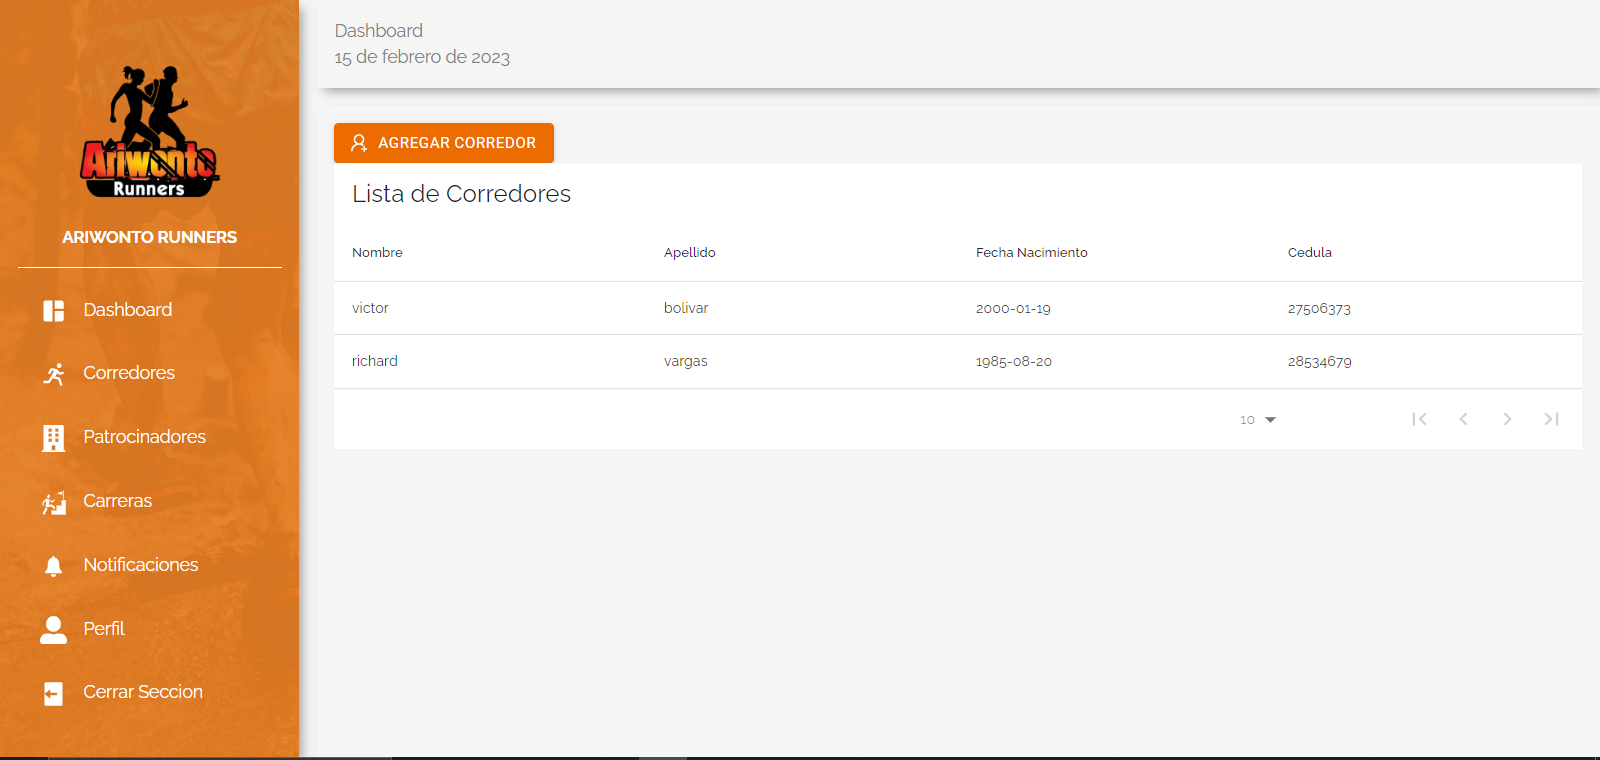 Ariwonto
Runners
ARIWONTO RUNNERS
Dashboard
Corredores
Patrocinadores
Carreras
Notificaciones
Perfil
Cerrar Seccion
Dashboard
15 de febrero de 2023
AGREGAR CORREDOR
Lista de Corredores
Nombre Apellido Fecha Nacimiento Cedula
victor bolivar 2000-01-19 27506373
richard vargas 1985-08-20 28534679
10